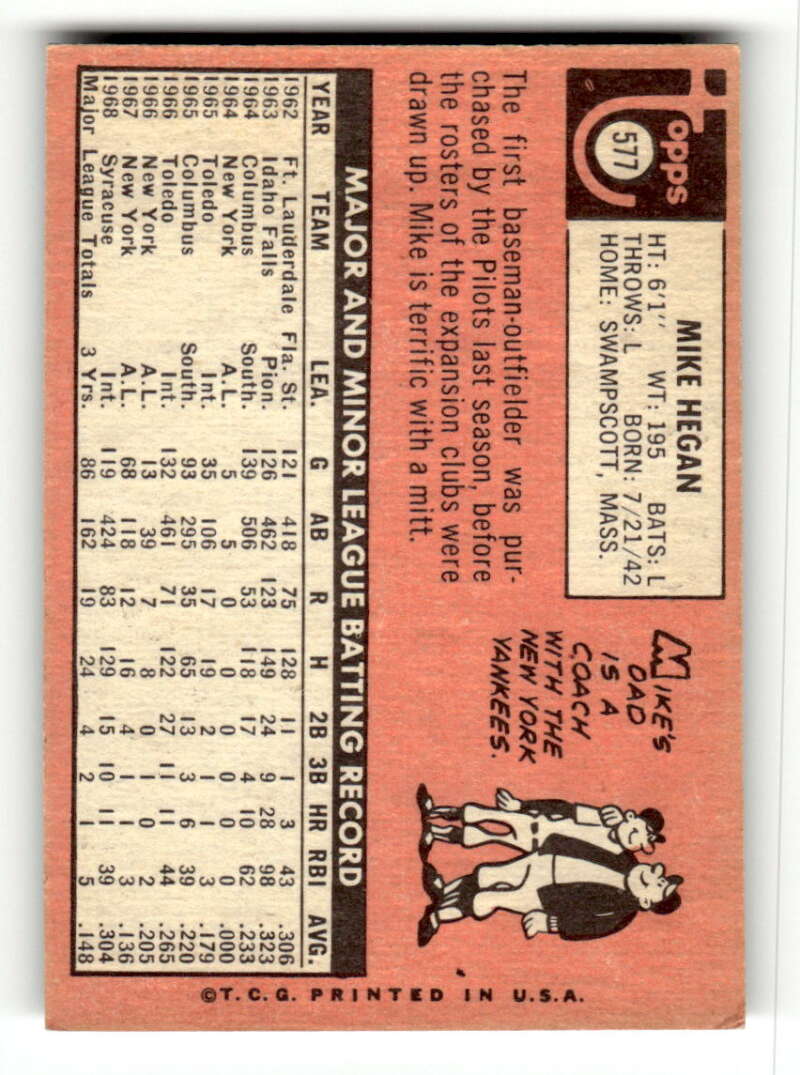 Topps
577
MIKE HEGAN
HT: 6'1'' WT: 195 BATS: L
THROWS: L BORN: 7/21/42
HOME: SWAMPSCOTT, MASS.
The first baseman-outfielder was pur-
chased by the Pilots last season, before
the rosters of the expansion clubs were
drawn up. Mike is terrific with a mitt.
MIKE'S
DAD
IS A
COACH
WITH THE
NEW YORK
YANKEES.
MAJOR AND MINOR LEAGUE BATTING RECORD
YEAR TEAM LEA. G AB R H 2B 3B HR RBI AVG.
1962 Ft. Lauderdale Fla. St. 121 418 75 128 11 1 3 43 .306
1963 Idaho Falls Pion. 126 462 123 149 24 9 28 98 .323
1964 Columbus South. 139 506 53 118 17 4 10 62 .233
1964 New York A.L. 5 5 0 0 0 0 0 0 .000
1965 Toledo Int. 35 106 17 19 2 1 1 3 .179
1965 Columbus South. 93 295 35 65 13 3 6 39 .220
1966 Toledo Int. 132 461 71 122 27 11 11 44 .265
1966 New York A.L. 13 39 7 8 0 1 0 2 .205
1967 New York A.L. 68 118 12 16 4 1 1 3 .136
1968 Syracuse Int. 119 424 83 129 15 10 11 39 .304
Major League Totals 3 Yrs. 86 162 19 24 4 2 1 5 .148
©T.C.G. PRINTED IN U.S.A.